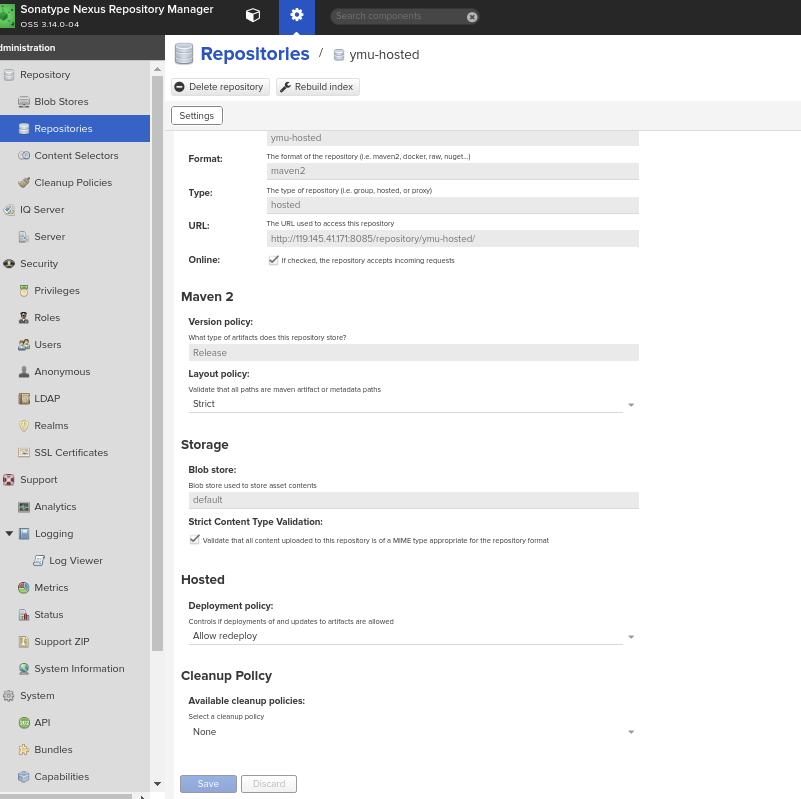 Sonatype Nexus Repository Manager
OSS 3.14.0-04
Search components
dministration
Repository
Blob Stores
Repositories
Content Selectors
Cleanup Policies
IQ Server
Server
Security
Privileges
Roles
Users
Anonymous
LDAP
Realms
SSL Certificates
Support
Analytics
Logging
Log Viewer
Metrics
Status
Support ZIP
System Information
System
API
Bundles
Capabilities
Repositories / ymu-hosted
Delete repository
Rebuild index
Settings
ymu-hosted
Format:
The format of the repository (i.e. maven2, docker, raw, nuget...)
maven2
Type:
The type of repository (i.e. group, hosted, or proxy)
hosted
URL:
The URL used to access this repository
http://119.145.41.171:8085/repository/ymu-hosted/
Online:
If checked, the repository accepts incoming requests
Maven 2
Version policy:
What type of artifacts does this repository store?
Release
Layout policy:
Validate that all paths are maven artifact or metadata paths
Strict
Storage
Blob store:
Blob store used to store asset contents
default
Strict Content Type Validation:
Validate that all content uploaded to this repository is of a MIME type appropriate for the repository format
Hosted
Deployment policy:
Controls if deployments of and updates to artifacts are allowed
Allow redeploy
Cleanup Policy
Available cleanup policies:
Select a cleanup policy
None
Save
Discard